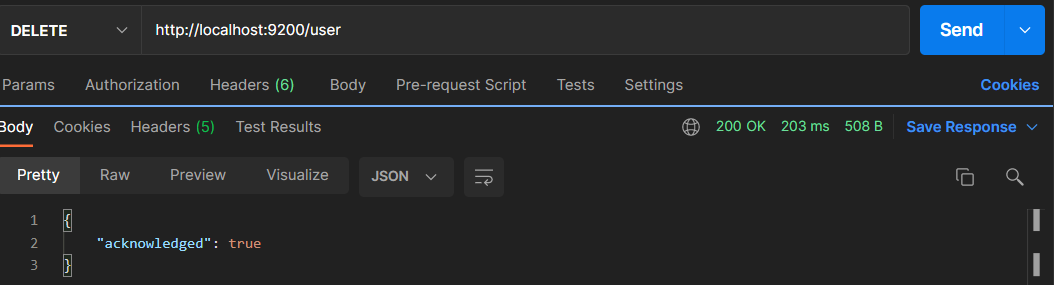 DELETE http://localhost:9200/user Send
Params Authorization Headers (6) Body Pre-request Script Tests Settings Cookies
Body Cookies Headers (5) Test Results 200 OK 203 ms 508 B Save Response
Pretty Raw Preview Visualize JSON
1 {
2 "acknowledged": true
3 }